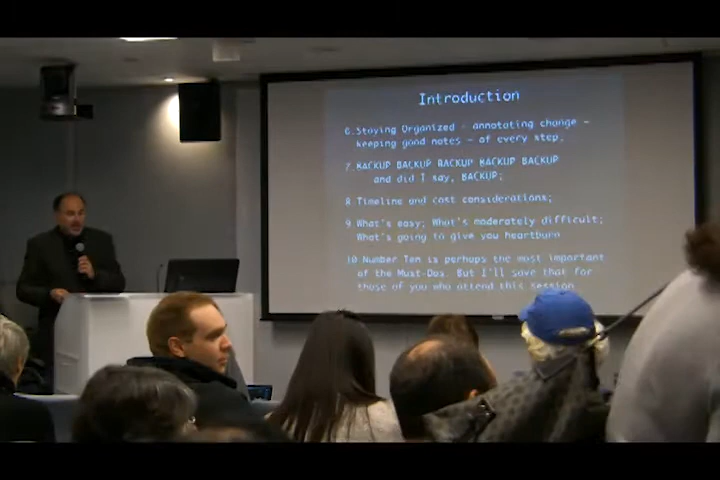 Introduction
6.Staying Organized - annotating change -
keeping good notes - of every step.
7 BACKUP BACKUP BACKUP BACKUP BACKUP
and did I say, BACKUP;
8 Timeline and cost considerations;
9 What's easy; What's moderately difficult;
What's going to give you heartburn
10 Number Ten is perhaps the most important
of the Must-Dos. But I'll save that for
those of you who attend this session